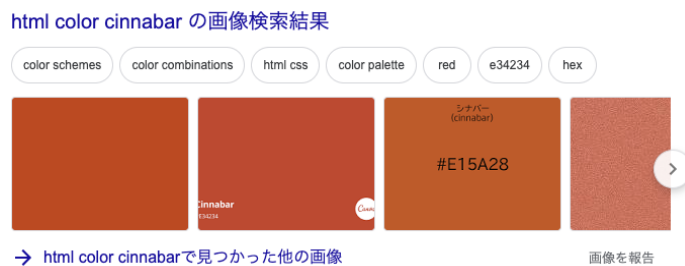 html color cinnabar の画像検索結果
color schemes
color combinations
html css
color palette
red
e34234
hex
Cinnabar
E34234
シナバー
(cinnabar)
#E15A28
html color cinnabarで見つかった他の画像
画像を報告